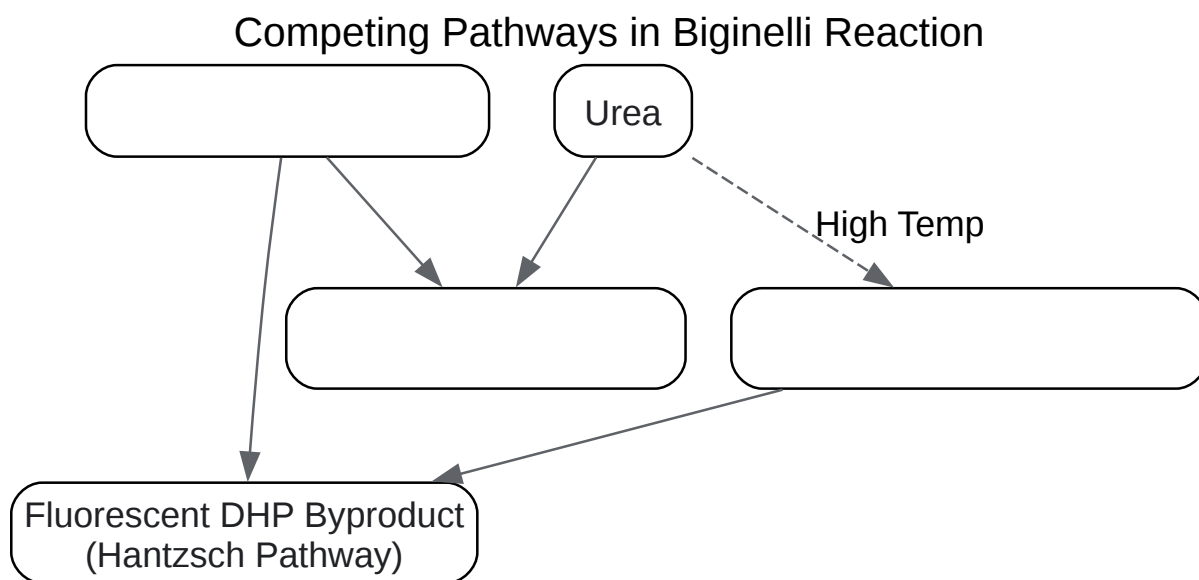 Competing Pathways in Biginelli Reaction
Urea
High Temp
Fluorescent DHP Byproduct
(Hantzsch Pathway)